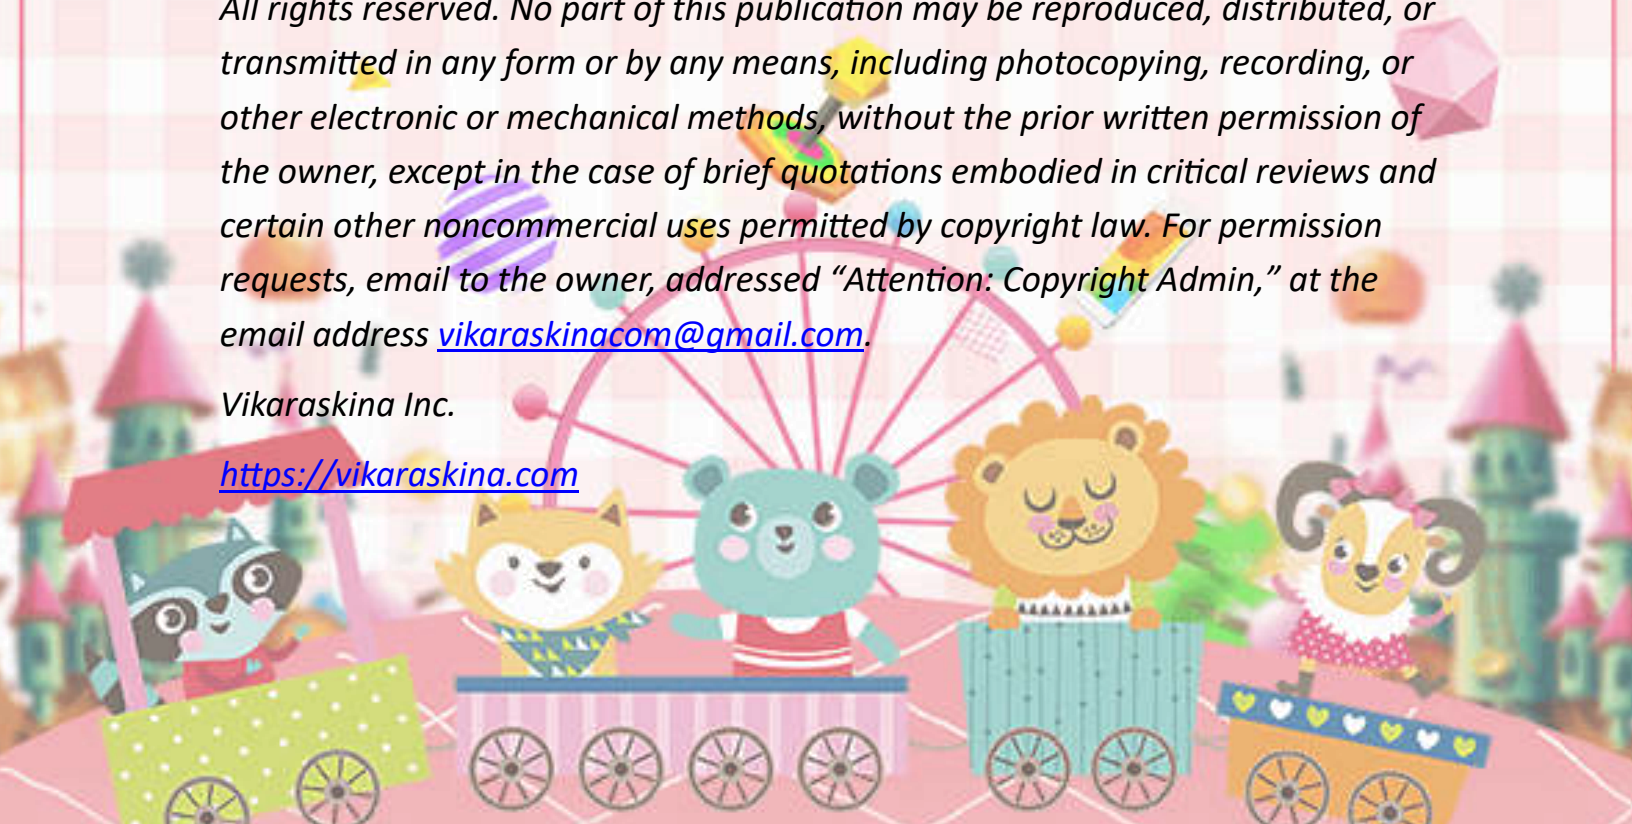 All rights reserved. No part of this publication may be reproduced, distributed, or
transmitted in any form or by any means, including photocopying, recording, or
other electronic or mechanical methods, without the prior written permission of
the owner, except in the case of brief quotations embodied in critical reviews and
certain other noncommercial uses permitted by copyright law. For permission
requests, email to the owner, addressed “Attention: Copyright Admin,” at the
email address vikaraskinacom@gmail.com.
Vikaraskina Inc.
https://vikaraskina.com